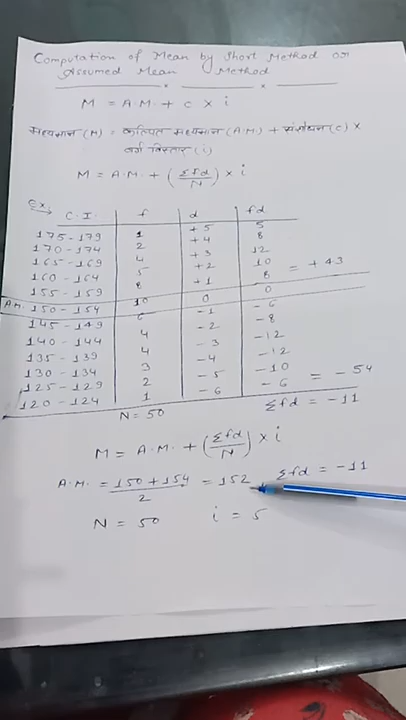 Computation of Mean by Short Method or
Assumed Mean Method
M = A.M. + C × i
मध्यमान (M) = कल्पित मध्यमान (A.M.) + संशोधन (C) ×
वर्ग विस्तार (i)
M = A.M. + (Σfd/N) × i
Ex. C.I. f d fd
175-179 1 +5 5
170-174 2 +4 8
165-169 4 +3 12
160-164 5 +2 10
155-159 8 +1 8 = +43
A.M. 150-154 10 0 0
145-149 6 -1 -6
140-144 4 -2 -8
135-139 4 -3 -12
130-134 3 -4 -12
125-129 2 -5 -10
120-124 1 -6 -6 = -54
N = 50 Σfd = -11
M = A.M. + (Σfd/N) × i
A.M. = 150 + 154 / 2 = 152, Σfd = -11
N = 50 i = 5